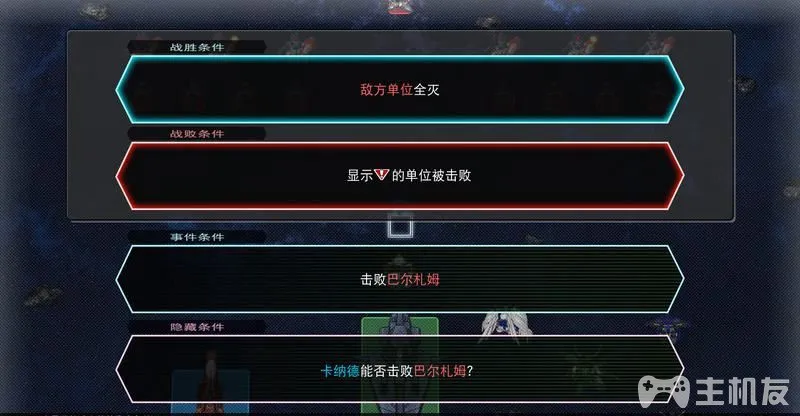 战胜条件
敌方单位全灭
战败条件
显示的单位被击败
事件条件
击败巴尔札姆
隐藏条件
卡纳德能否击败巴尔札姆?
主机友